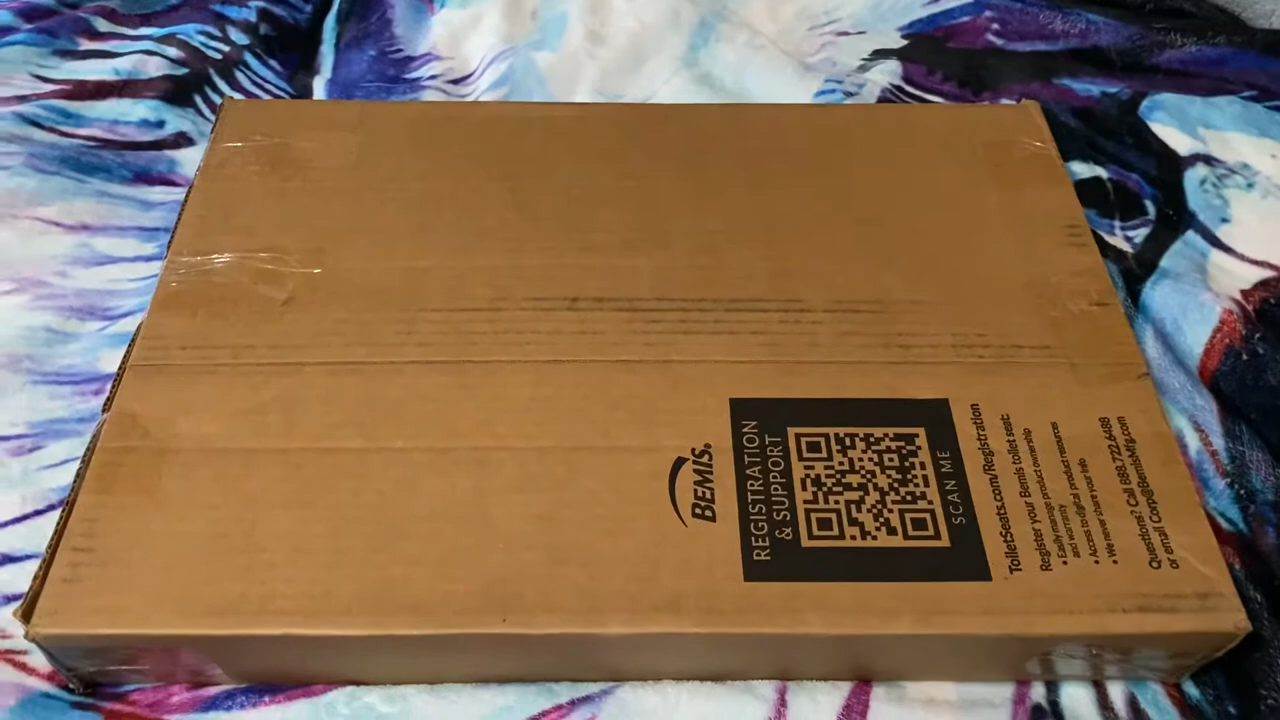 BEMIS.
REGISTRATION
& SUPPORT
SCAN ME
ToiletSeats.com/Registration
Register your Bemis toilet seat:
• Easily manage product ownership
and warranty
• Access to digital product resources
• We never share your info
Questions? Call 888.722.6488
or email Corp@BemisMfg.com